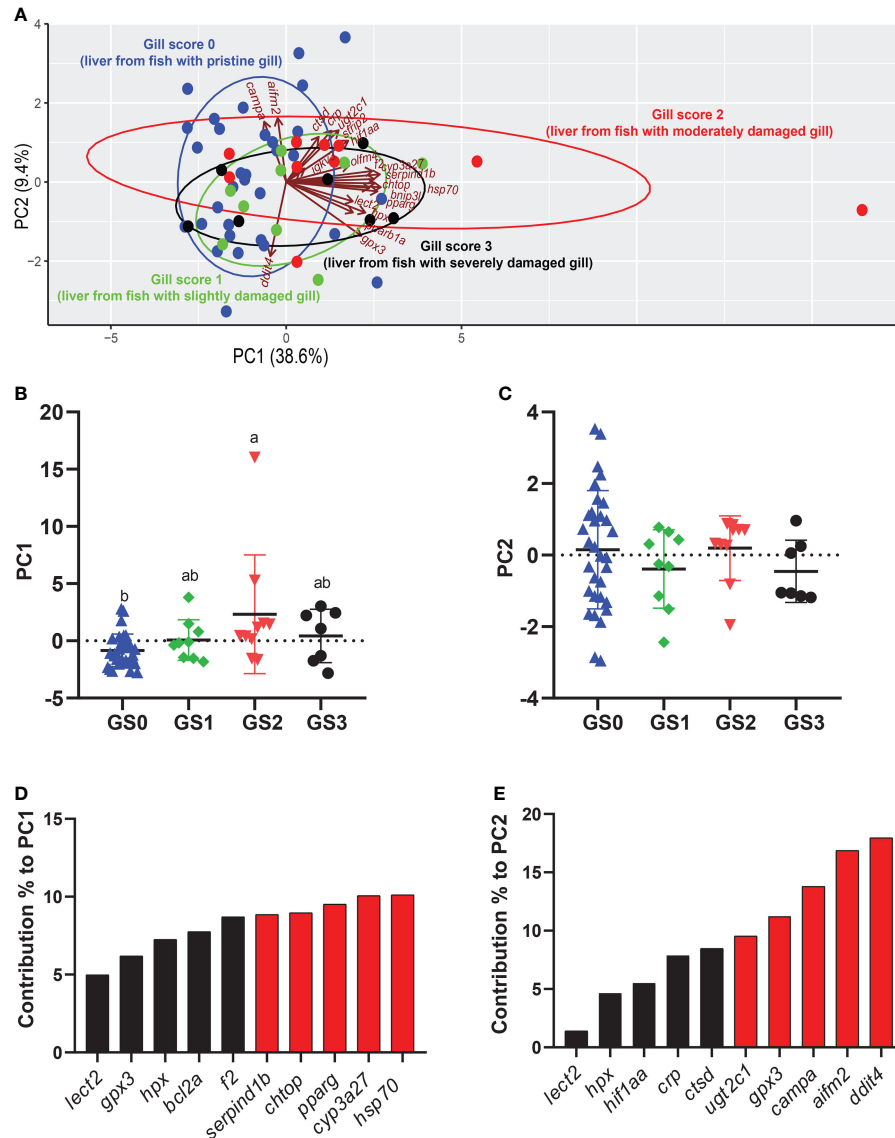 A
4
2
0
−2
PC2 (9.4%)
−5
0
5
PC1 (38.6%)
Gill score 0
(liver from fish with pristine gill)
Gill score 2
(liver from fish with moderately damaged gill)
Gill score 3
(liver from fish with severely damaged gill)
Gill score 1
(liver from fish with slightly damaged gill)
campa
aifm2
ctsd
crp
ugt2c1
hif1aa
olfm4
f2
cyp3a27
serpind1b
chtop
hsp70
bnip3l
pparg
lect2
gpx3
ddit4
B
20
15
10
5
0
-5
PC1
b
ab
a
ab
GS0
GS1
GS2
GS3
C
4
2
0
-2
-4
PC2
GS0
GS1
GS2
GS3
D
15
10
5
0
Contribution % to PC1
lect2
gpx3
hpx
bcl2a
f2
serpind1b
chtop
pparg
cyp3a27
hsp70
E
20
15
10
5
0
Contribution % to PC2
lect2
hpx
hif1aa
crp
ctsd
ugt2c1
gpx3
campa
aifm2
ddit4